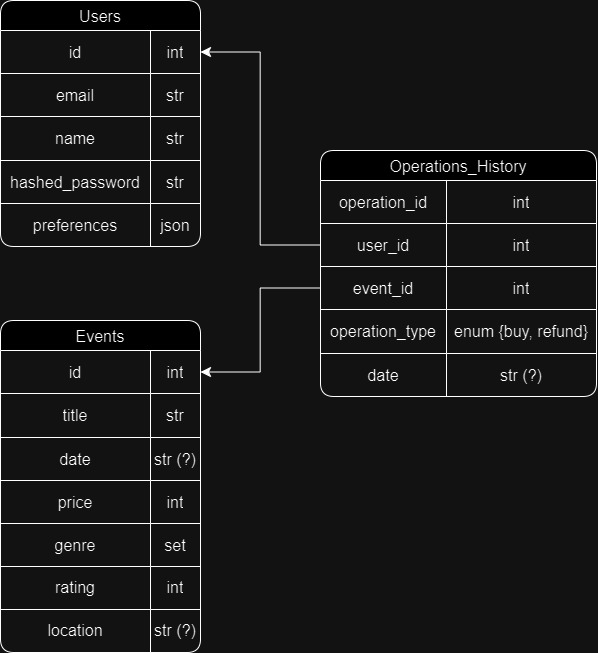 Users
id int
email str
name str
hashed_password str
preferences json
Operations_History
operation_id int
user_id int
event_id int
operation_type enum {buy, refund}
date str (?)
Events
id int
title str
date str (?)
price int
genre set
rating int
location str (?)